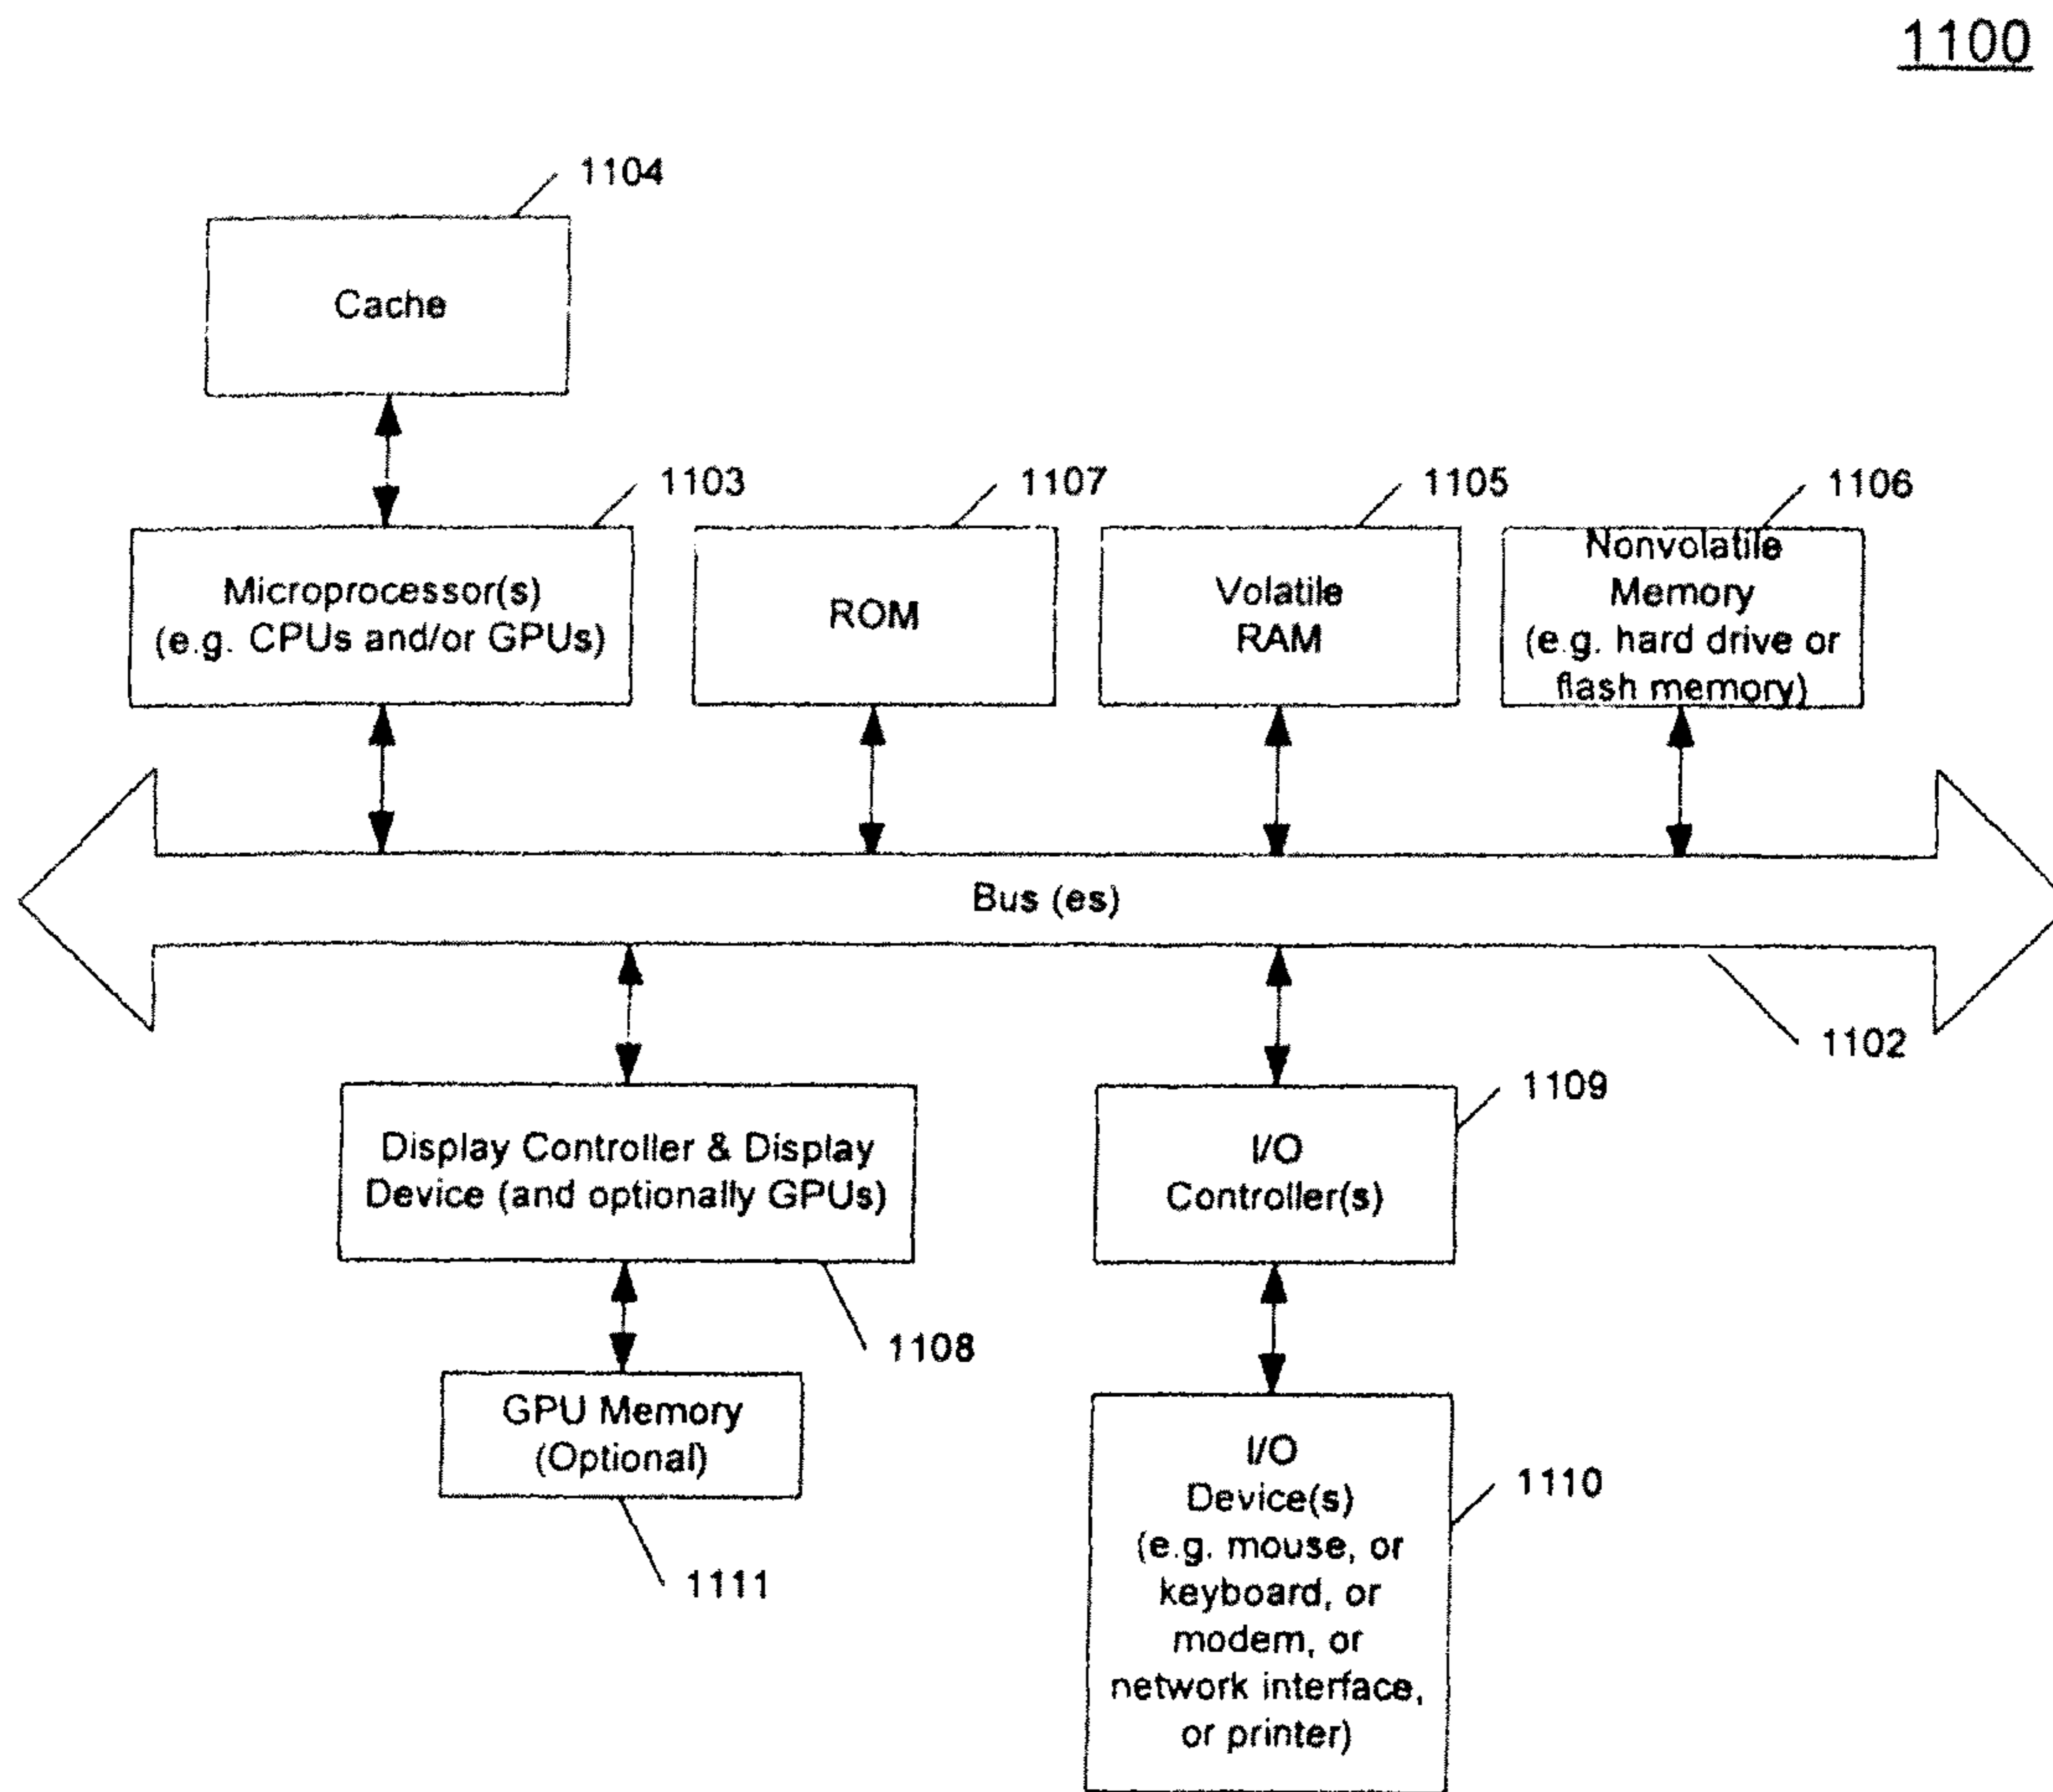 1100
1104
Cache
1103
1107
1105
1106
Microprocessor(s)
(e.g. CPUs and/or GPUs)
ROM
Volatile
RAM
Nonvolatile
Memory
(e.g. hard drive or
flash memory)
Bus (es)
1102
1109
Display Controller & Display
Device (and optionally GPUs)
I/O
Controller(s)
1108
GPU Memory
(Optional)
1111
I/O
Device(s)
(e.g. mouse, or
keyboard, or
modem, or
network interface,
or printer)
1110